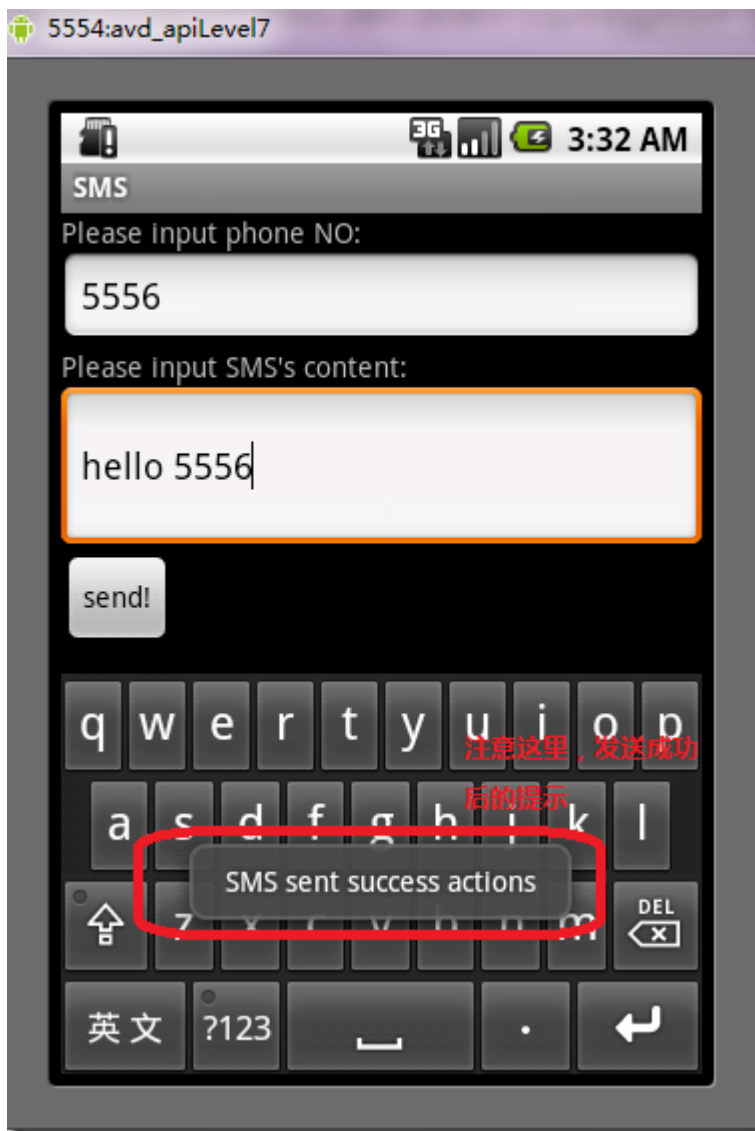 5554:avd_apiLevel7
3G 3:32 AM
SMS
Please input phone NO:
5556
Please input SMS's content:
hello 5556
send!
q w e r t y u i o p
注意这里，发送成功
后的提示
a s d f g h j k l
SMS sent success actions
z x c v b n m DEL
英文 ?123 .